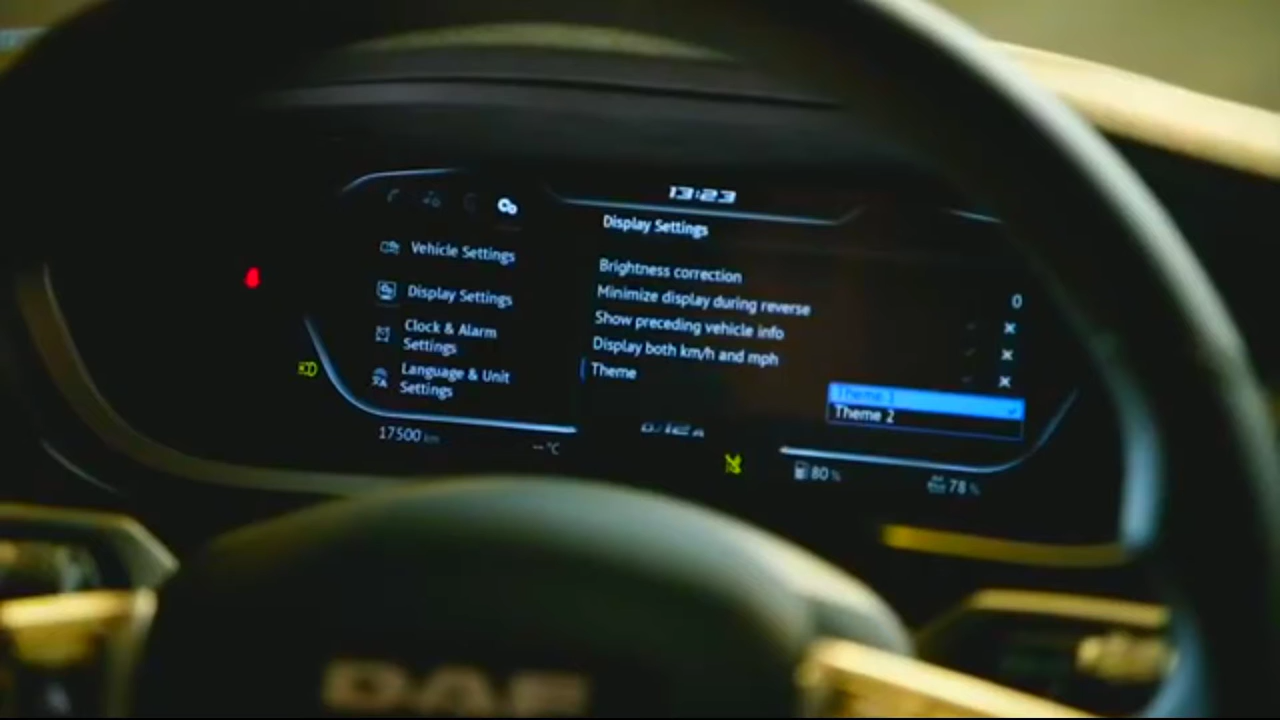 13:23
Display Settings
Vehicle Settings
Display Settings
Clock & Alarm
Settings
Language & Unit
Settings
Brightness correction
0
Minimize display during reverse
Show preceding vehicle info
Display both km/h and mph
Theme
Theme 1
Theme 2
17500 km
--°C
80 %
78 %
DAF